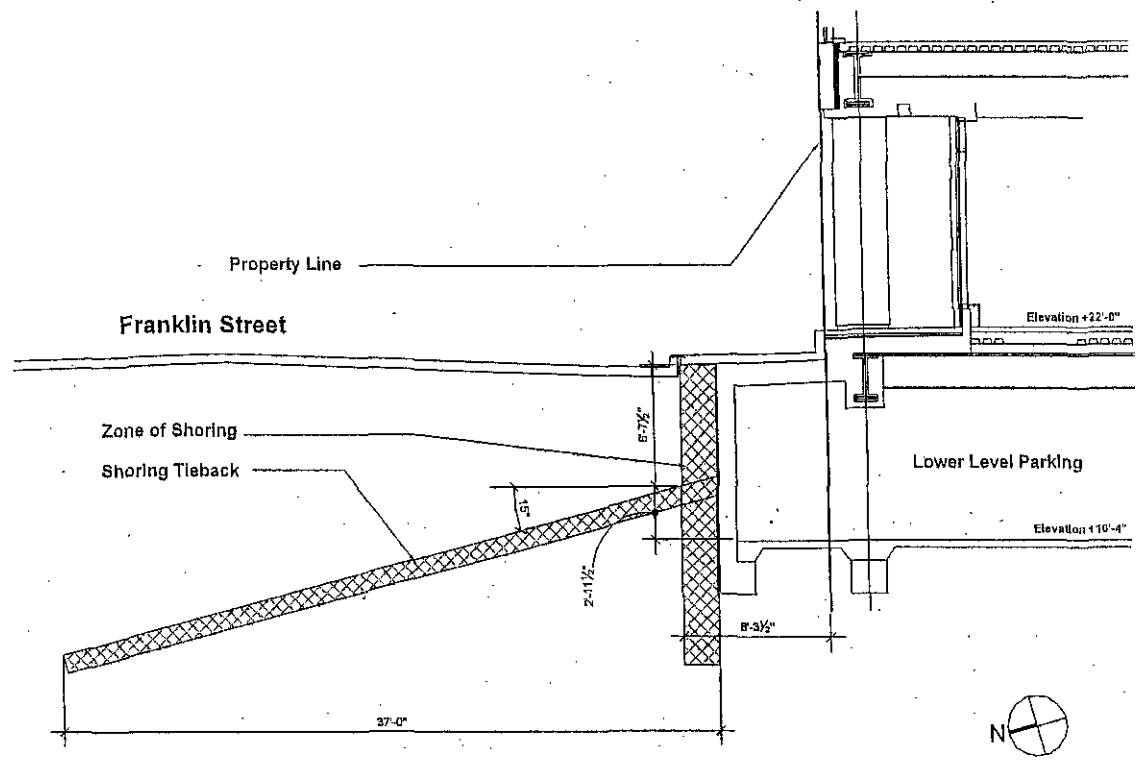 Property Line
Franklin Street
Elevation +22'-0"
Zone of Shoring
6'-7½"
Shoring Tieback
Lower Level Parking
15°
Elevation +10'-4"
2'-11½"
8'-3½"
37'-0"
N